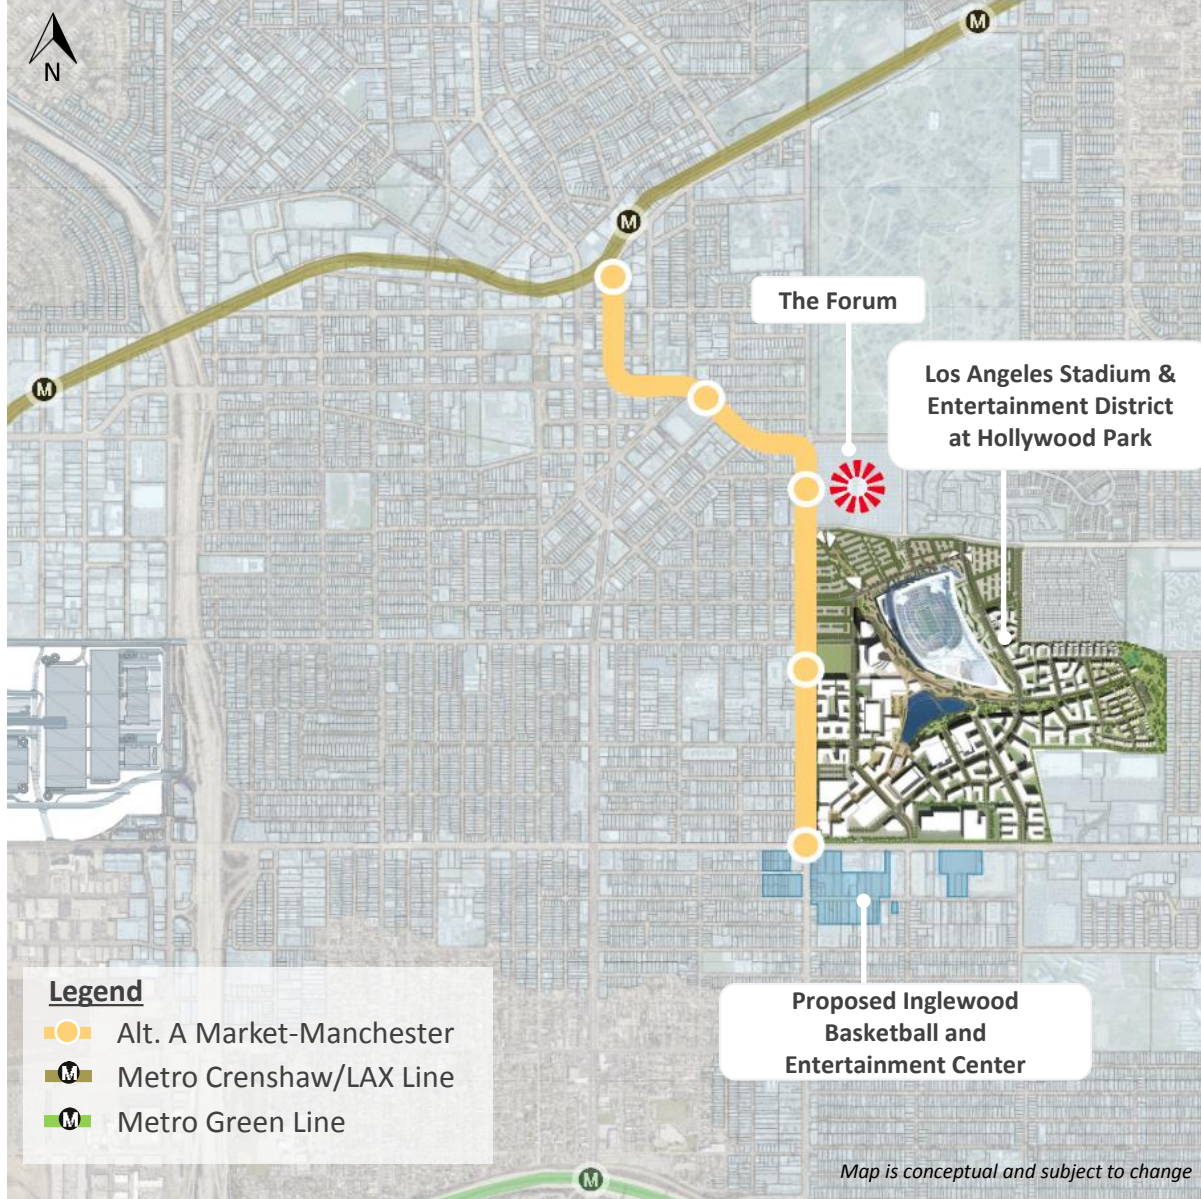 N
M
M
The Forum
Los Angeles Stadium &
Entertainment District
at Hollywood Park
M
Legend
Alt. A Market-Manchester
M Metro Crenshaw/LAX Line
M Metro Green Line
Proposed Inglewood
Basketball and
Entertainment Center
M
Map is conceptual and subject to change